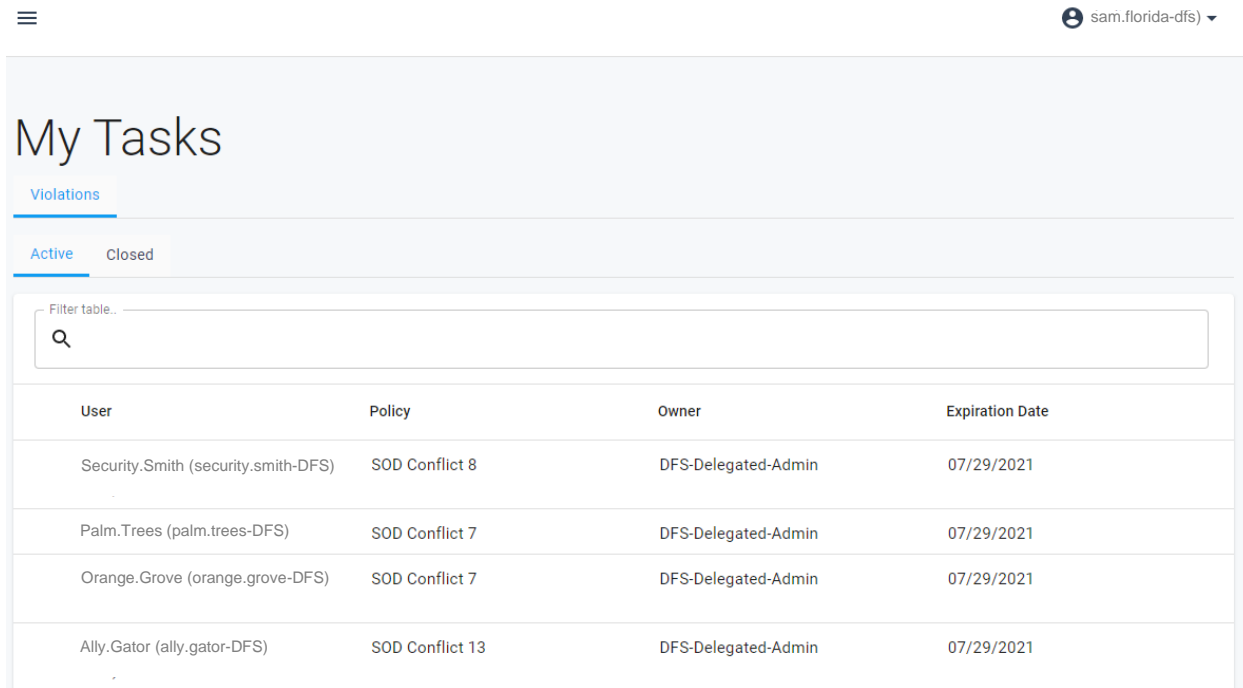 sam.florida-dfs)
My Tasks
Violations
Active Closed
Filter table..
User Policy Owner Expiration Date
Security.Smith (security.smith-DFS) SOD Conflict 8 DFS-Delegated-Admin 07/29/2021
Palm.Trees (palm.trees-DFS) SOD Conflict 7 DFS-Delegated-Admin 07/29/2021
Orange.Grove (orange.grove-DFS) SOD Conflict 7 DFS-Delegated-Admin 07/29/2021
Ally.Gator (ally.gator-DFS) SOD Conflict 13 DFS-Delegated-Admin 07/29/2021